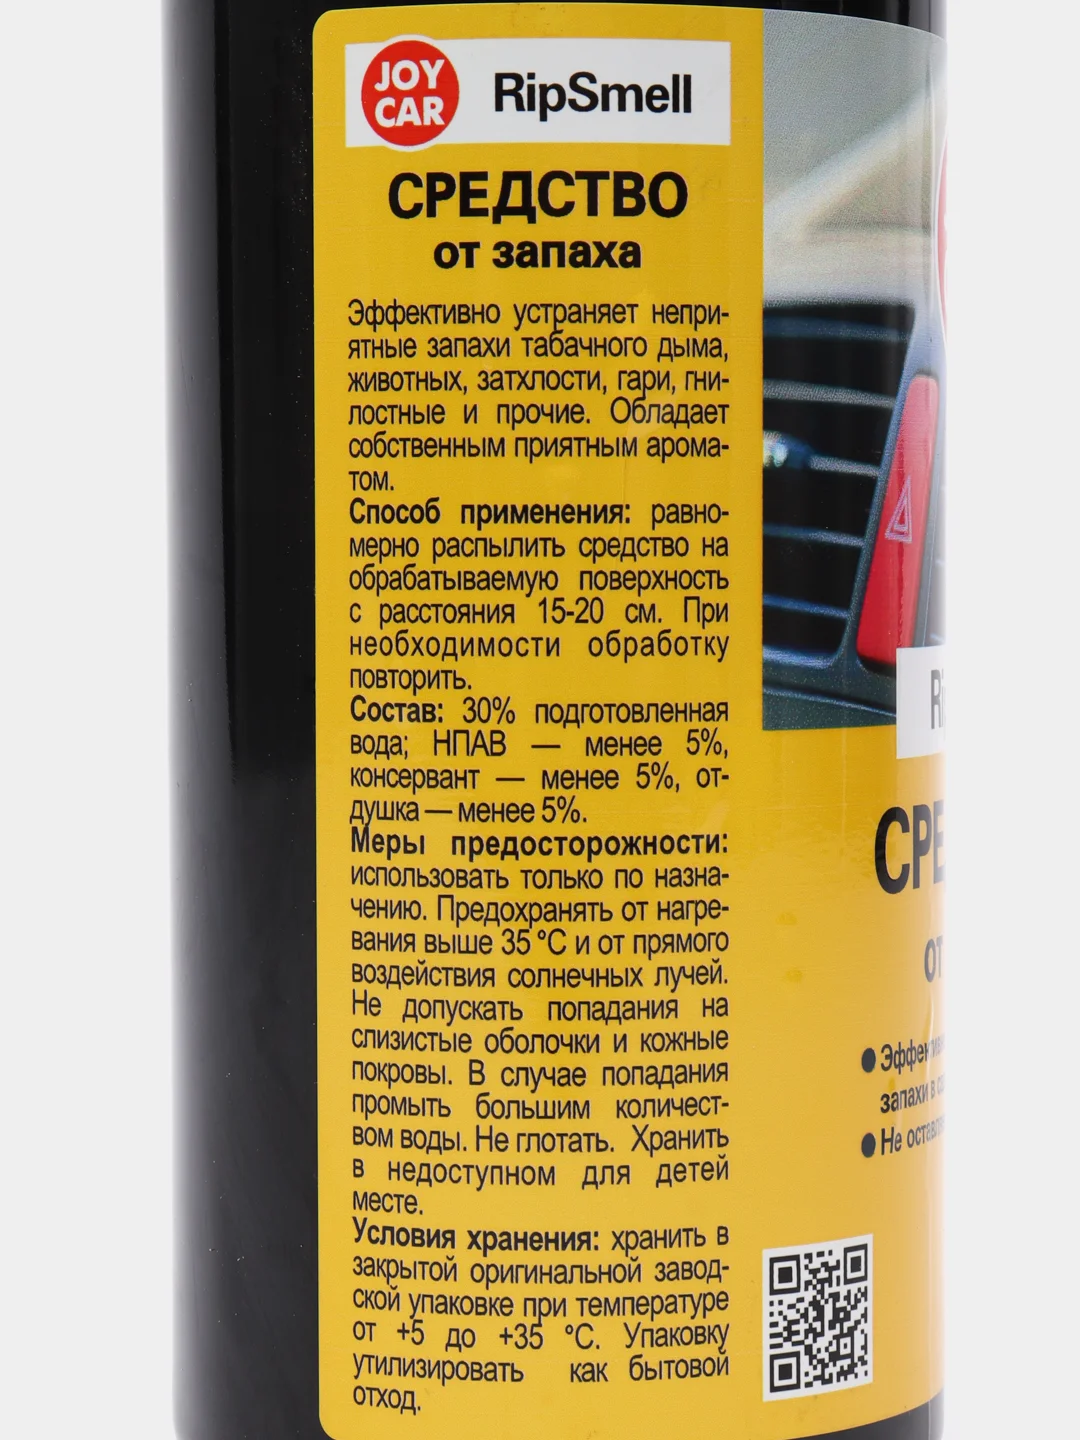 JOY
CAR
RipSmell
СРЕДСТВО
от запаха
Эффективно устраняет непри-
ятные запахи табачного дыма,
животных, затхлости, гари, гни-
лостные и прочие. Обладает
собственным приятным арома-
том.
Способ применения: равно-
мерно распылить средство на
обрабатываемую поверхность
с расстояния 15-20 см. При
необходимости обработку
повторить.
Состав: 30% подготовленная
вода; НПАВ — менее 5%,
консервант — менее 5%, от-
душка — менее 5%.
Меры предосторожности:
использовать только по назна-
чению. Предохранять от нагре-
вания выше 35 °C и от прямого
воздействия солнечных лучей.
Не допускать попадания на
слизистые оболочки и кожные
покровы. В случае попадания
промыть большим количест-
вом воды. Не глотать. Хранить
в недоступном для детей
месте.
Условия хранения: хранить в
закрытой оригинальной завод-
ской упаковке при температуре
от +5 до +35 °C. Упаковку
утилизировать как бытовой
отход.
СРЕ
от
запахи в
Не